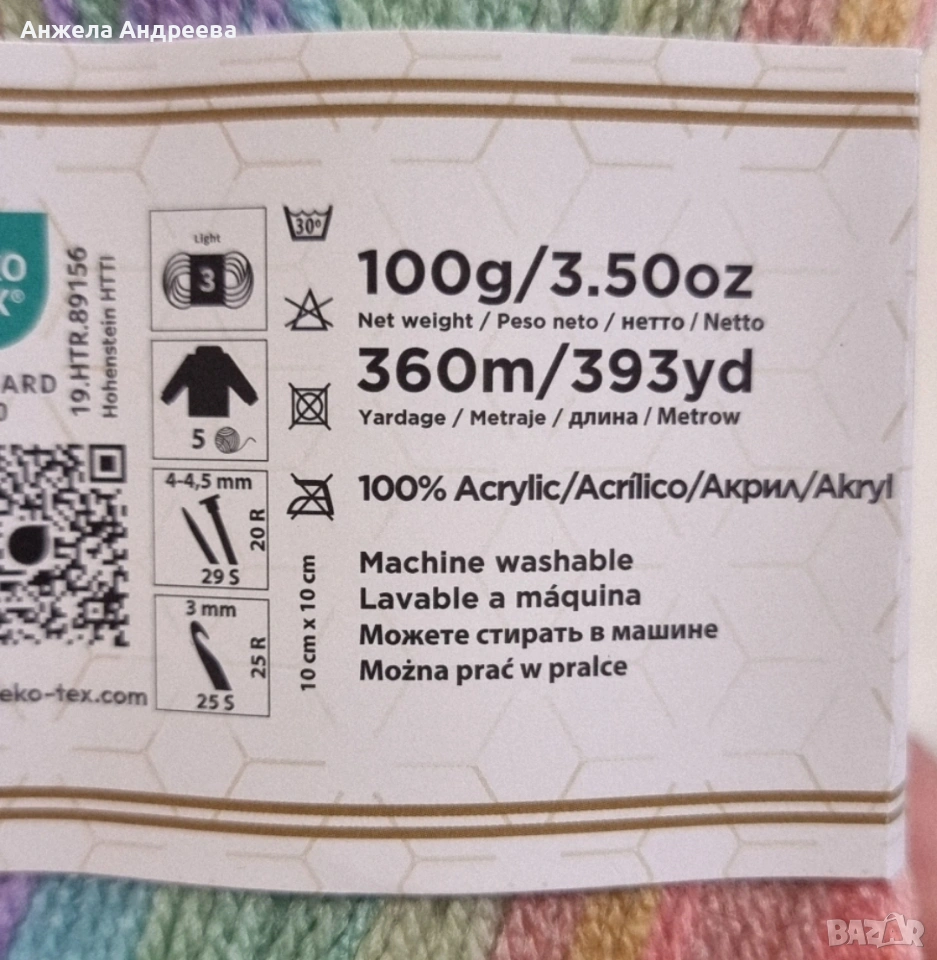 Анжела Андреева
KO
X®
ARD
19.HTR.89156
Hohenstein HTTI
eko-tex.com
Light
3
5
4-4,5 mm
20 R
29 S
3 mm
25 R
25 S
30°
10 cm x 10 cm
100g/3.50oz
Net weight / Peso neto / нетто / Netto
360m/393yd
Yardage / Metraje / длина / Metrow
100% Acrylic/Acrílico/Акрил/Akryl
Machine washable
Lavable a máquina
Можете стирать в машине
Można prać w pralce
BAZAR